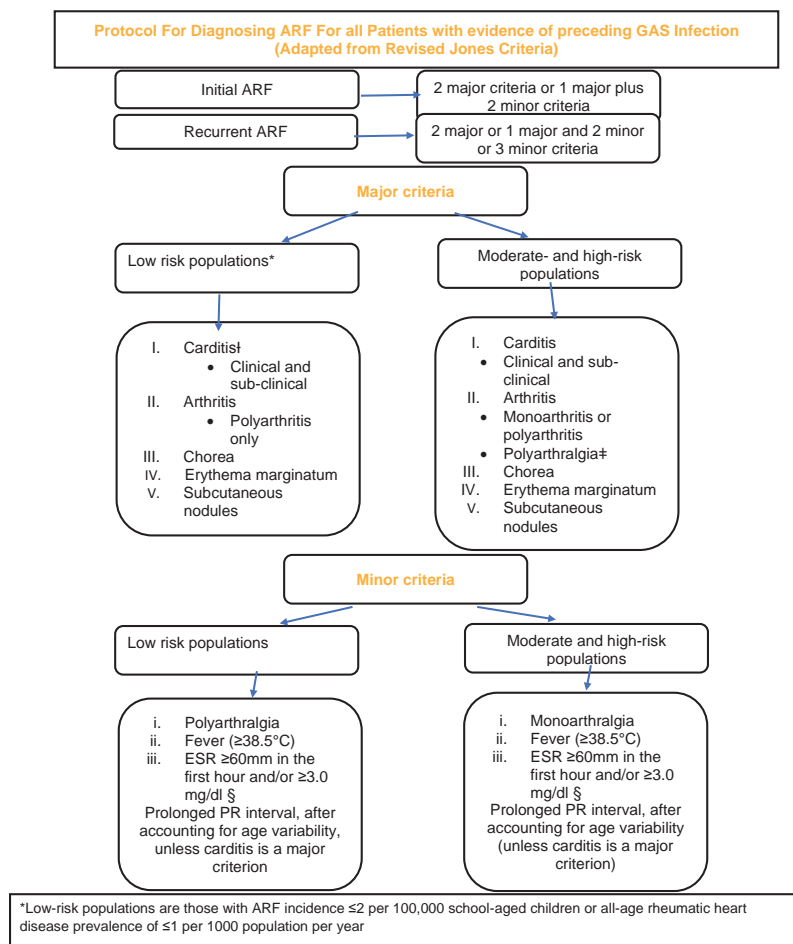 Protocol For Diagnosing ARF For all Patients with evidence of preceding GAS Infection
(Adapted from Revised Jones Criteria)
Initial ARF
2 major criteria or 1 major plus
2 minor criteria
Recurrent ARF
2 major or 1 major and 2 minor
or 3 minor criteria
Major criteria
Low risk populations*
Moderate- and high-risk
populations
I. Carditisƚ
• Clinical and
sub-clinical
II. Arthritis
• Polyarthritis
only
III. Chorea
IV. Erythema marginatum
V. Subcutaneous
nodules
I. Carditis
• Clinical and sub-
clinical
II. Arthritis
• Monoarthritis or
polyarthritis
• Polyarthralgiaǂ
III. Chorea
IV. Erythema marginatum
V. Subcutaneous
nodules
Minor criteria
Low risk populations
Moderate and high-risk
populations
i. Polyarthralgia
ii. Fever (≥38.5°C)
iii. ESR ≥60mm in the
first hour and/or ≥3.0
mg/dl §
Prolonged PR interval, after
accounting for age variability,
unless carditis is a major
criterion
i. Monoarthralgia
ii. Fever (≥38.5°C)
iii. ESR ≥60mm in the
first hour and/or ≥3.0
mg/dl §
Prolonged PR interval, after
accounting for age variability
(unless carditis is a major
criterion)
*Low-risk populations are those with ARF incidence ≤2 per 100,000 school-aged children or all-age rheumatic heart
disease prevalence of ≤1 per 1000 population per year